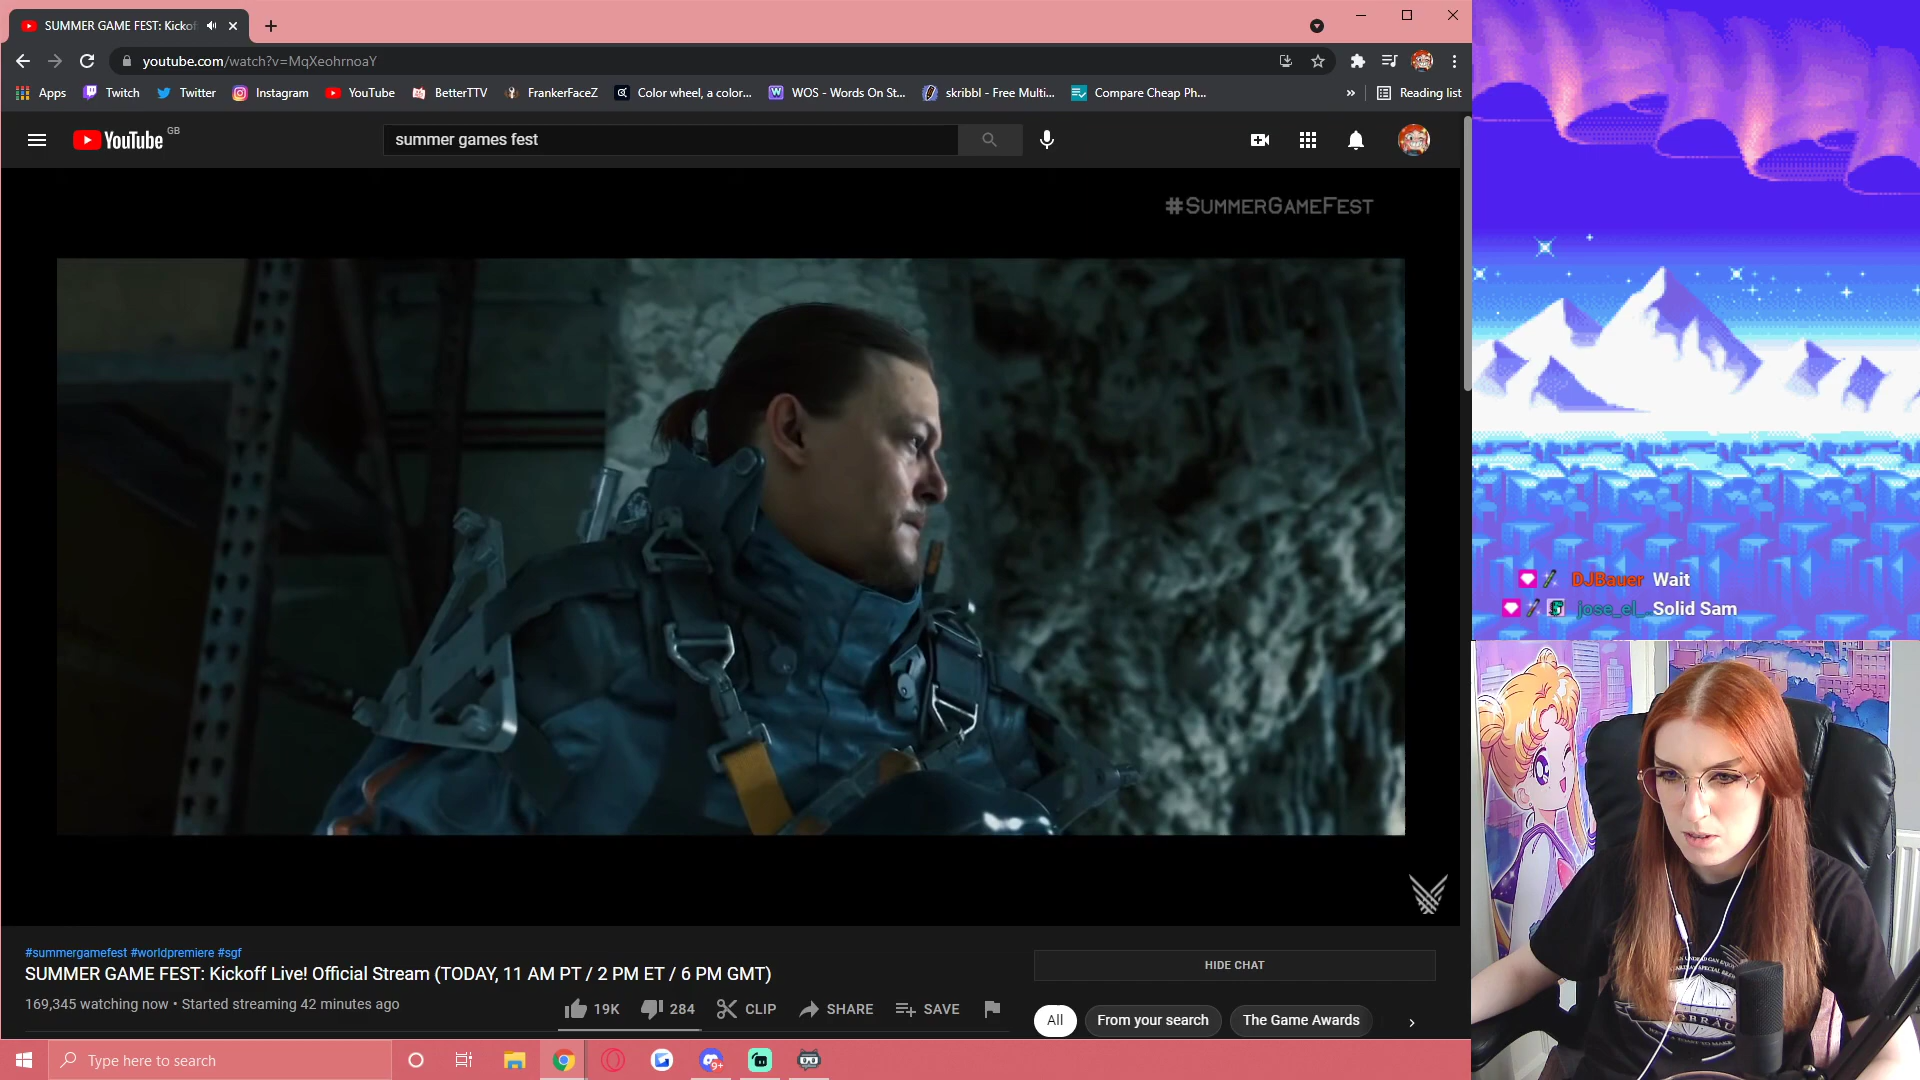 SUMMER GAME FEST: Kickof
youtube.com/watch?v=MqXeohrnoaY
Apps
Twitch
Twitter
Instagram
YouTube
BetterTTV
FrankerFaceZ
Color wheel, a color...
WOS - Words On St...
skribbl - Free Multi...
Compare Cheap Ph...
»
Reading list
YouTube GB
summer games fest
#SUMMERGAMEFEST
DJBauer Wait
jose_el_.. Solid Sam
#summergamefest #worldpremiere #sgf
SUMMER GAME FEST: Kickoff Live! Official Stream (TODAY, 11 AM PT / 2 PM ET / 6 PM GMT)
169,345 watching now • Started streaming 42 minutes ago
19K
284
CLIP
SHARE
SAVE
HIDE CHAT
All
From your search
The Game Awards
Type here to search
9+